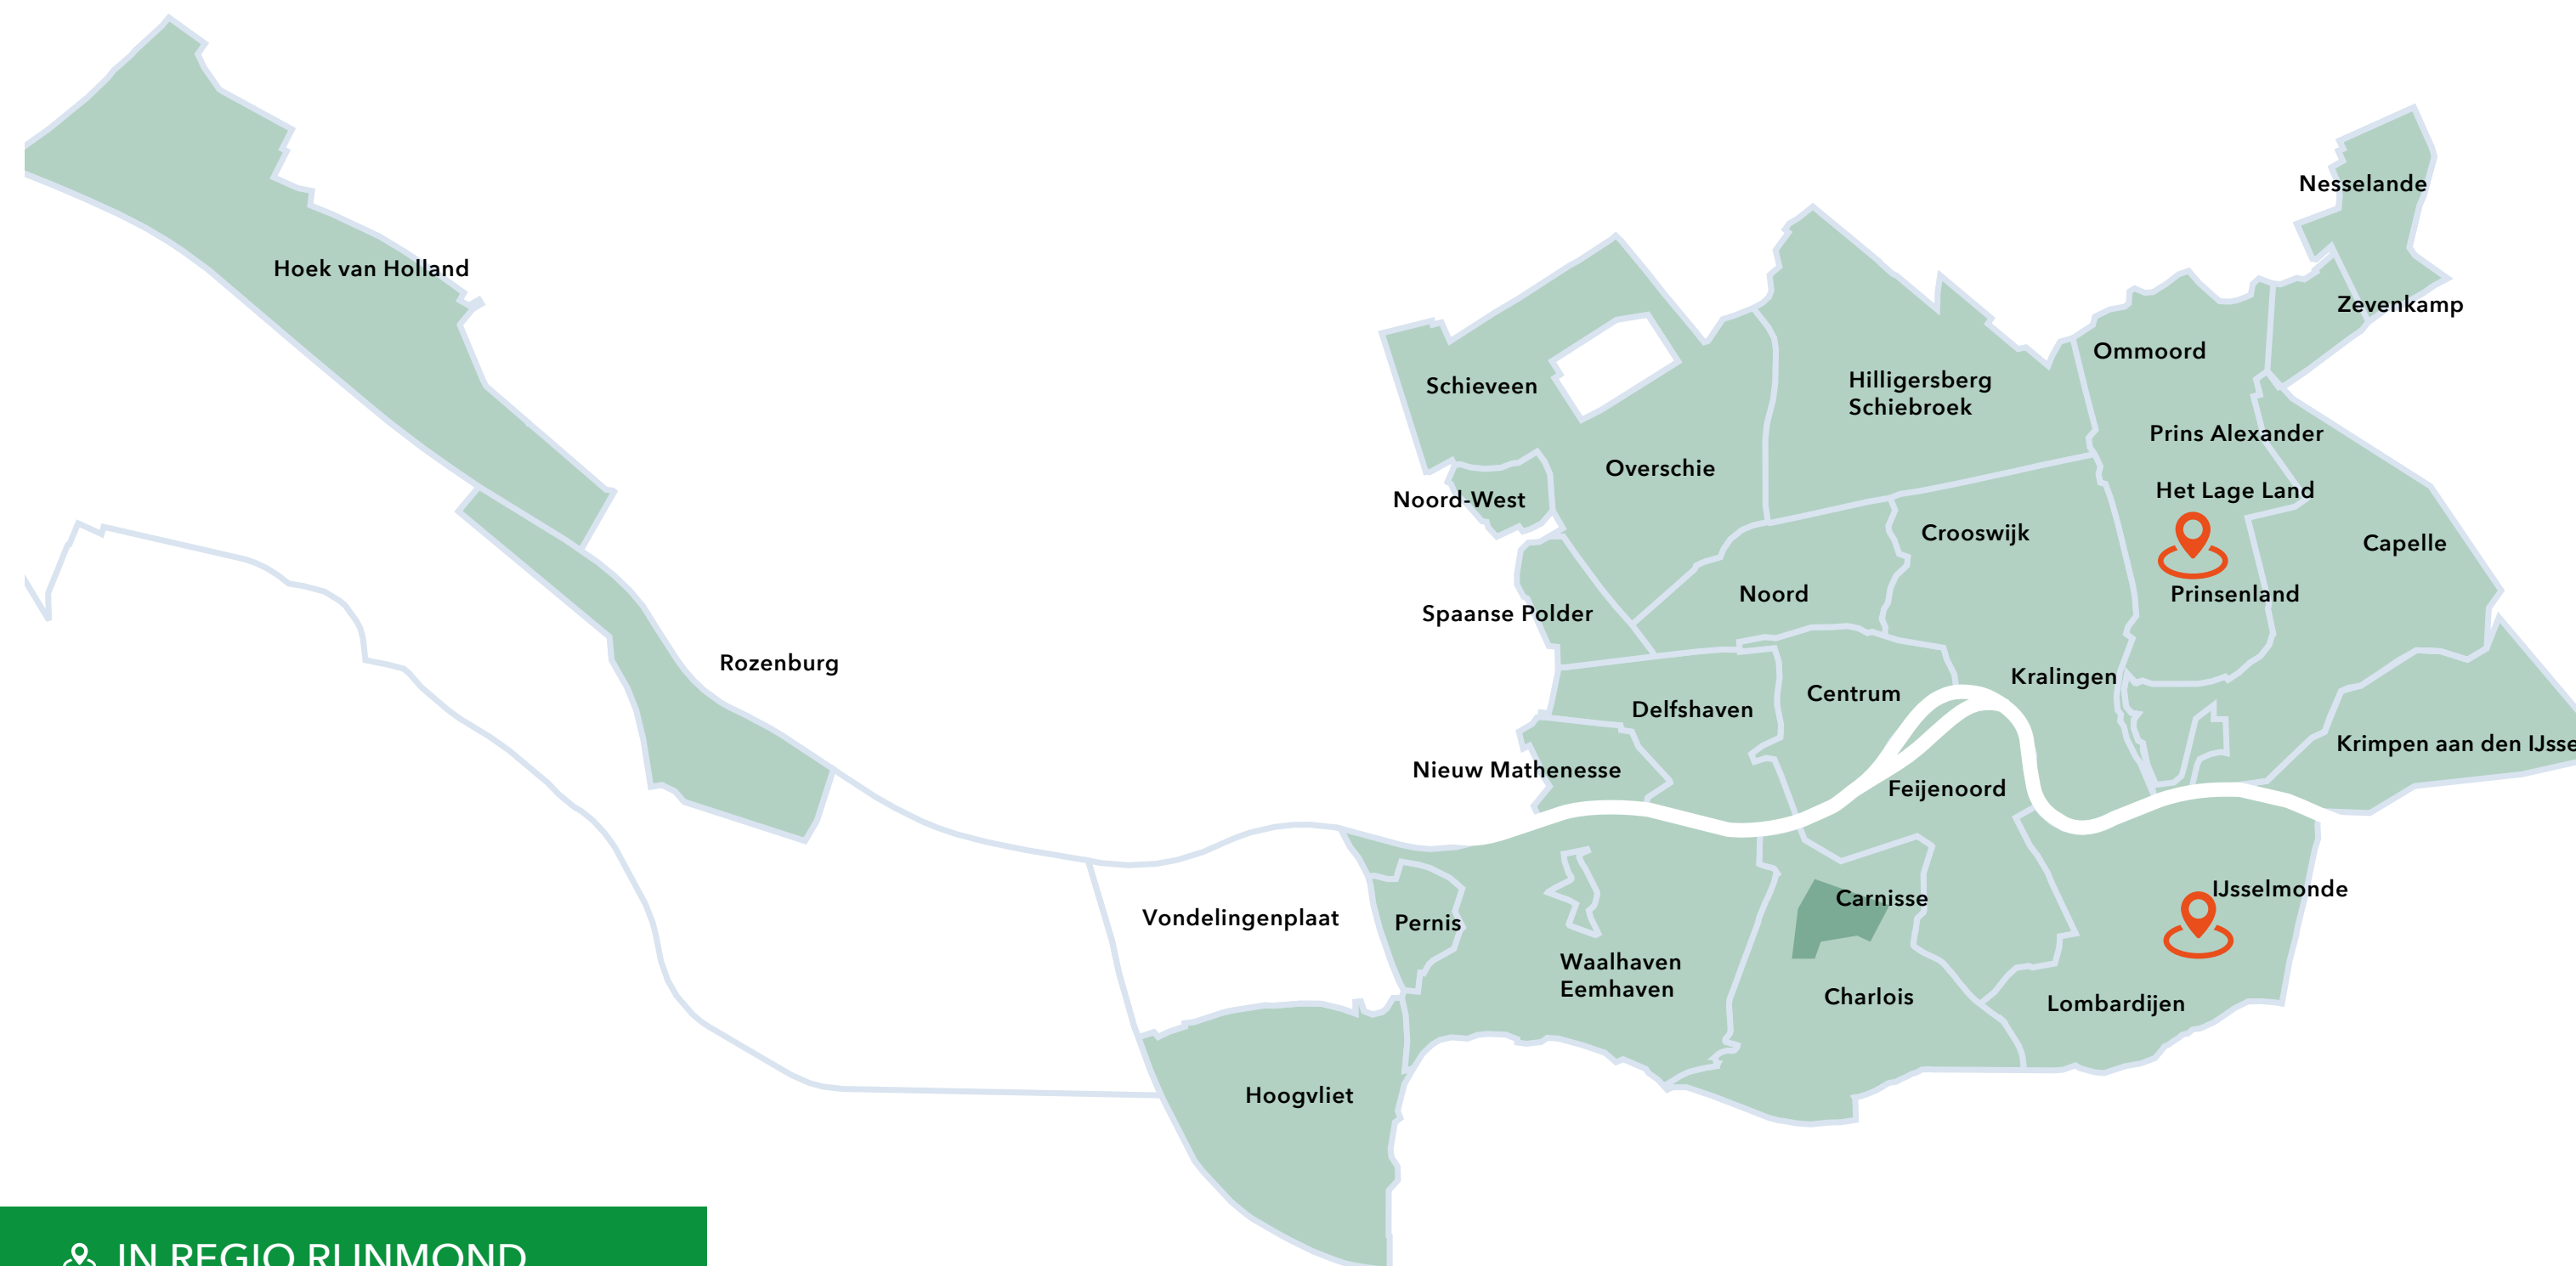 Nesselande
Hoek van Holland
Zevenkamp
Ommoord
Schieveen
Hilligersberg
Schiebroek
Prins Alexander
Overschie
Het Lage Land
Noord-West
Crooswijk
Capelle
Noord
Prinsenland
Spaanse Polder
Rozenburg
Kralingen
Centrum
Delfshaven
Krimpen aan den IJsse
Nieuw Mathenesse
Feijenoord
IJsselmonde
Carnisse
Vondelingenplaat
Pernis
Waalhaven
Eemhaven
Charlois
Lombardijen
Hoogvliet
IN REGIO RIJNMOND